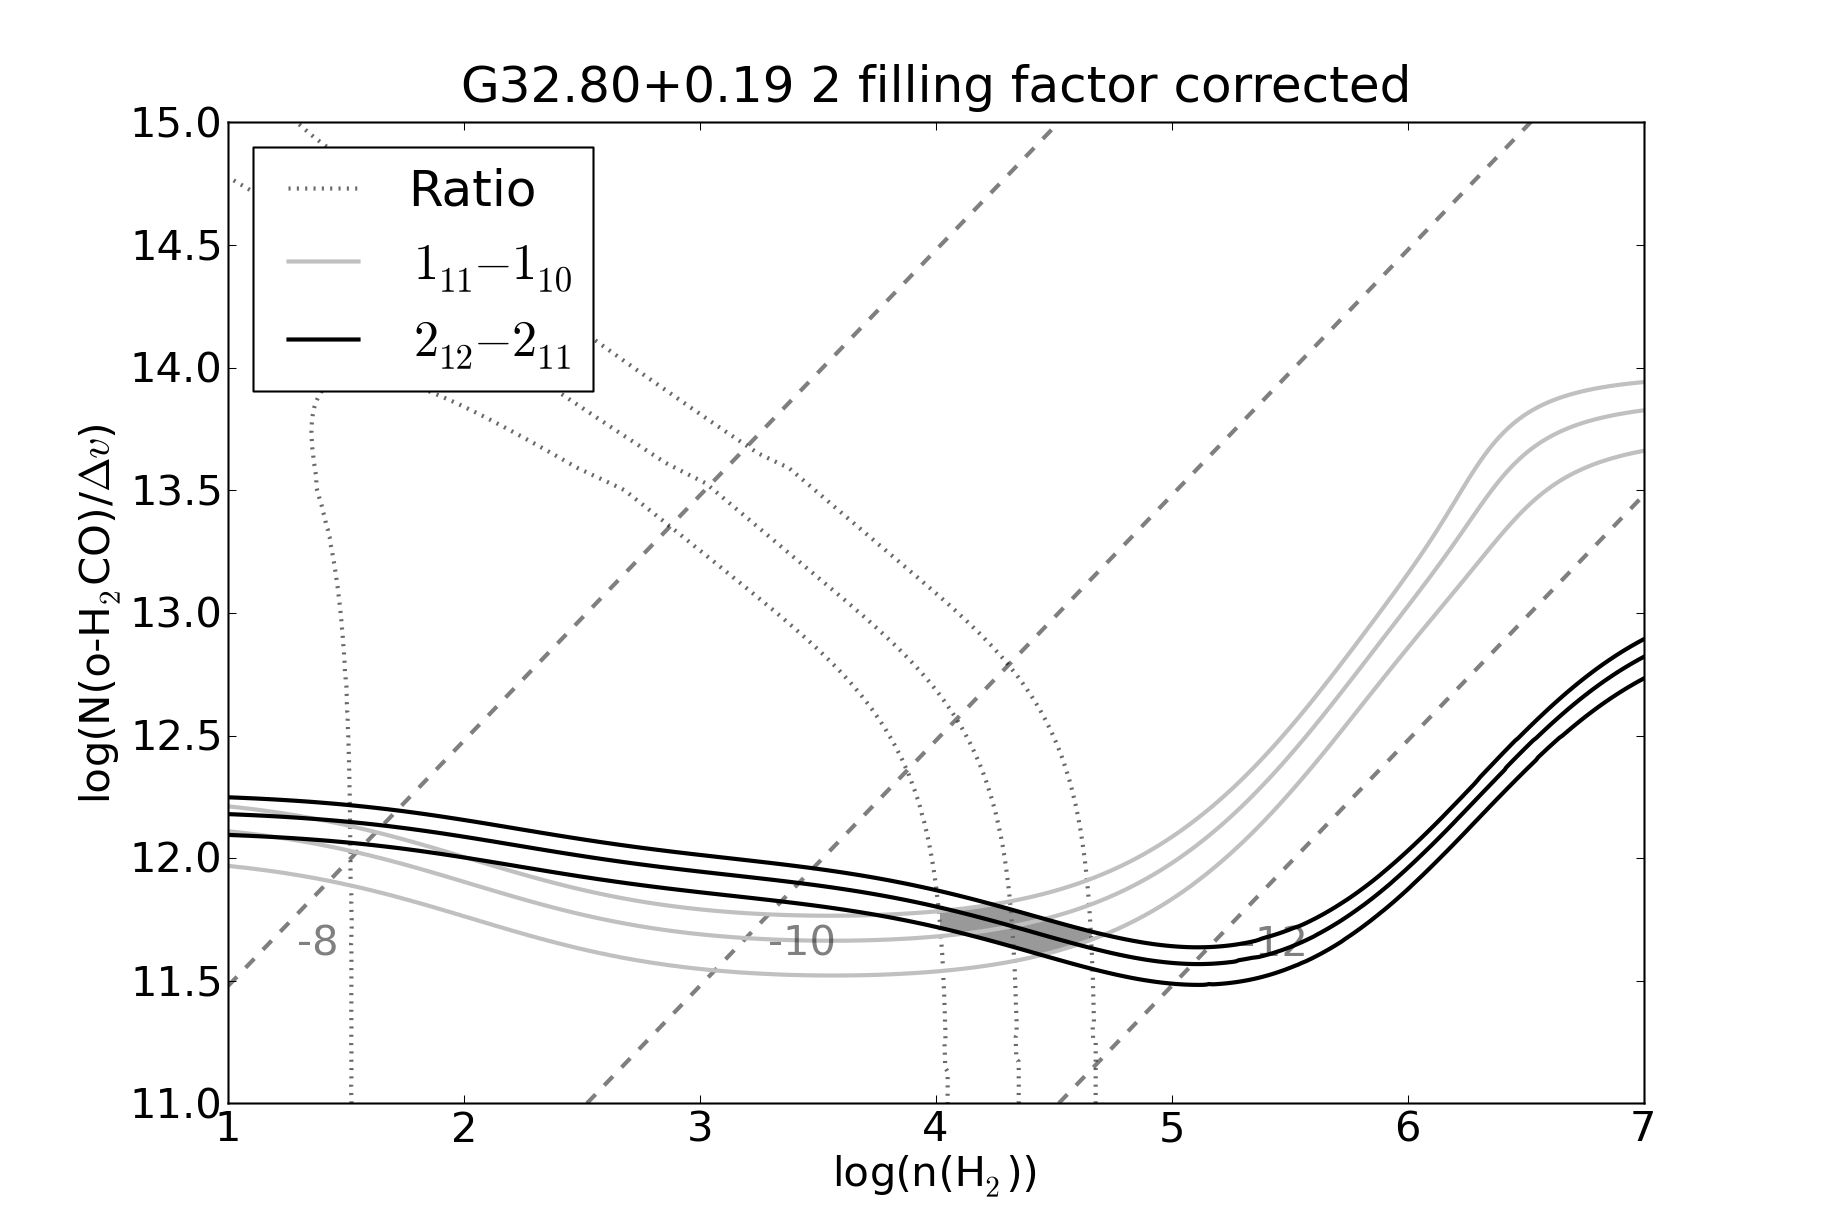 G32.80+0.19 2 filling factor corrected
15.0
14.5
14.0
13.5
13.0
12.5
12.0
11.5
11.0
log(N(o-H₂CO)/Δv)
Ratio
1₁₁−1₁₀
2₁₂−2₁₁
-8
-10
-12
1 2 3 4 5 6 7
log(n(H₂))